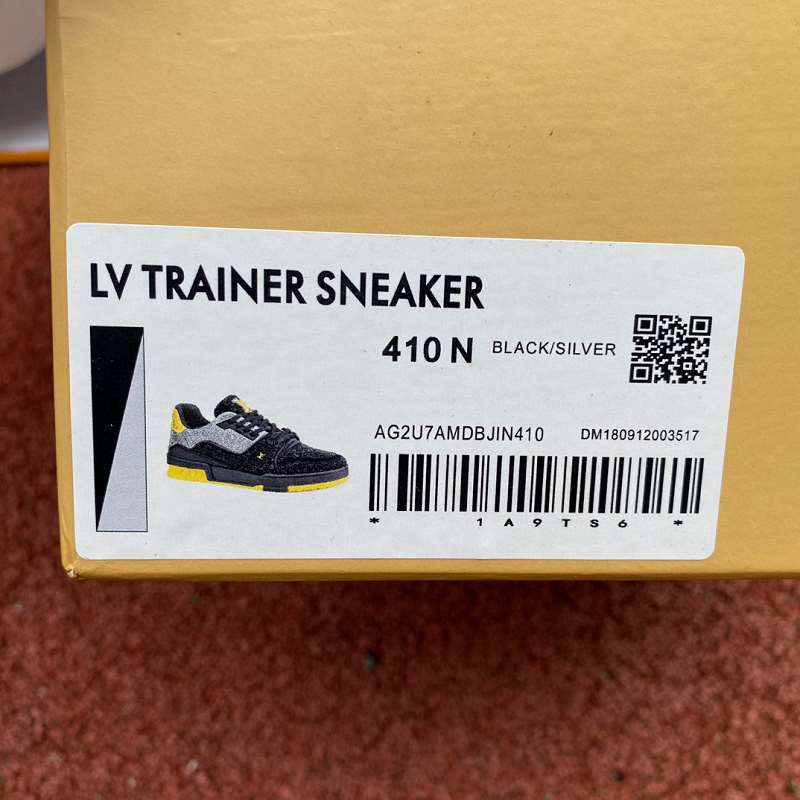 LV TRAINER SNEAKER
410 N BLACK/SILVER
AG2U7AMDBJIN410 DM180912003517
* 1A9TS6 *